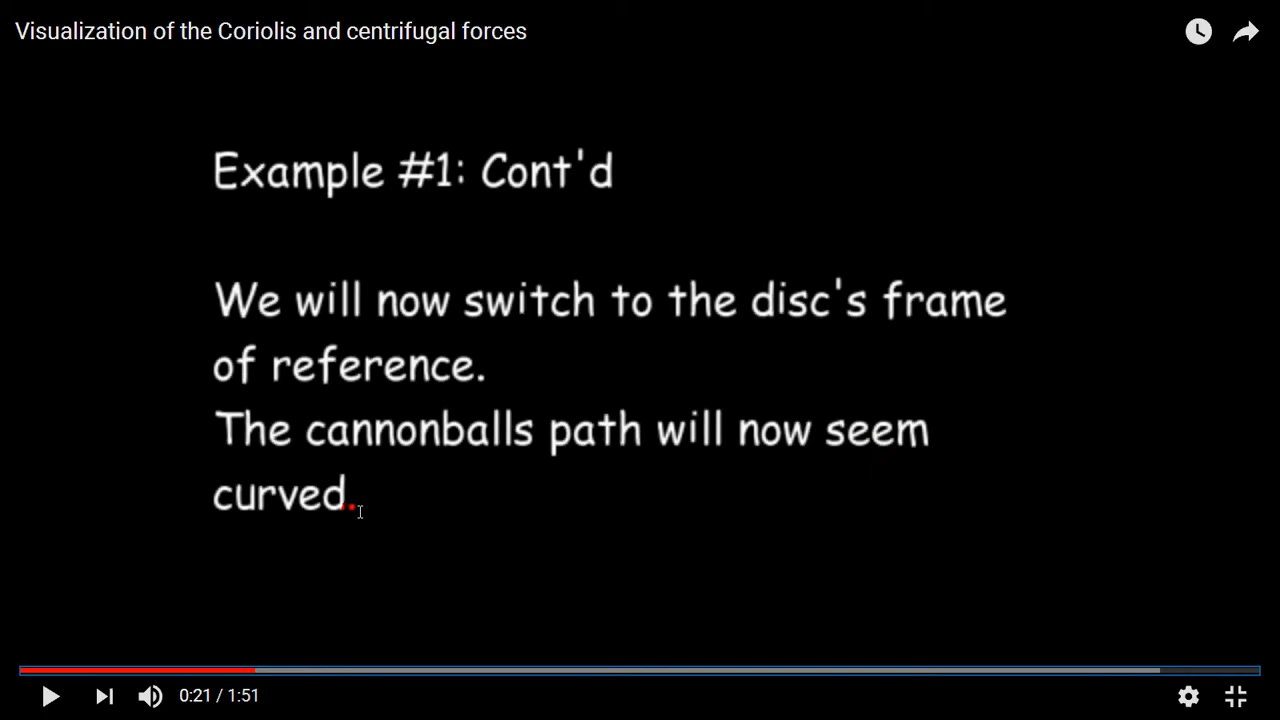 Visualization of the Coriolis and centrifugal forces
Example #1: Cont'd
We will now switch to the disc's frame
of reference.
The cannonballs path will now seem
curved..
0:21 / 1:51